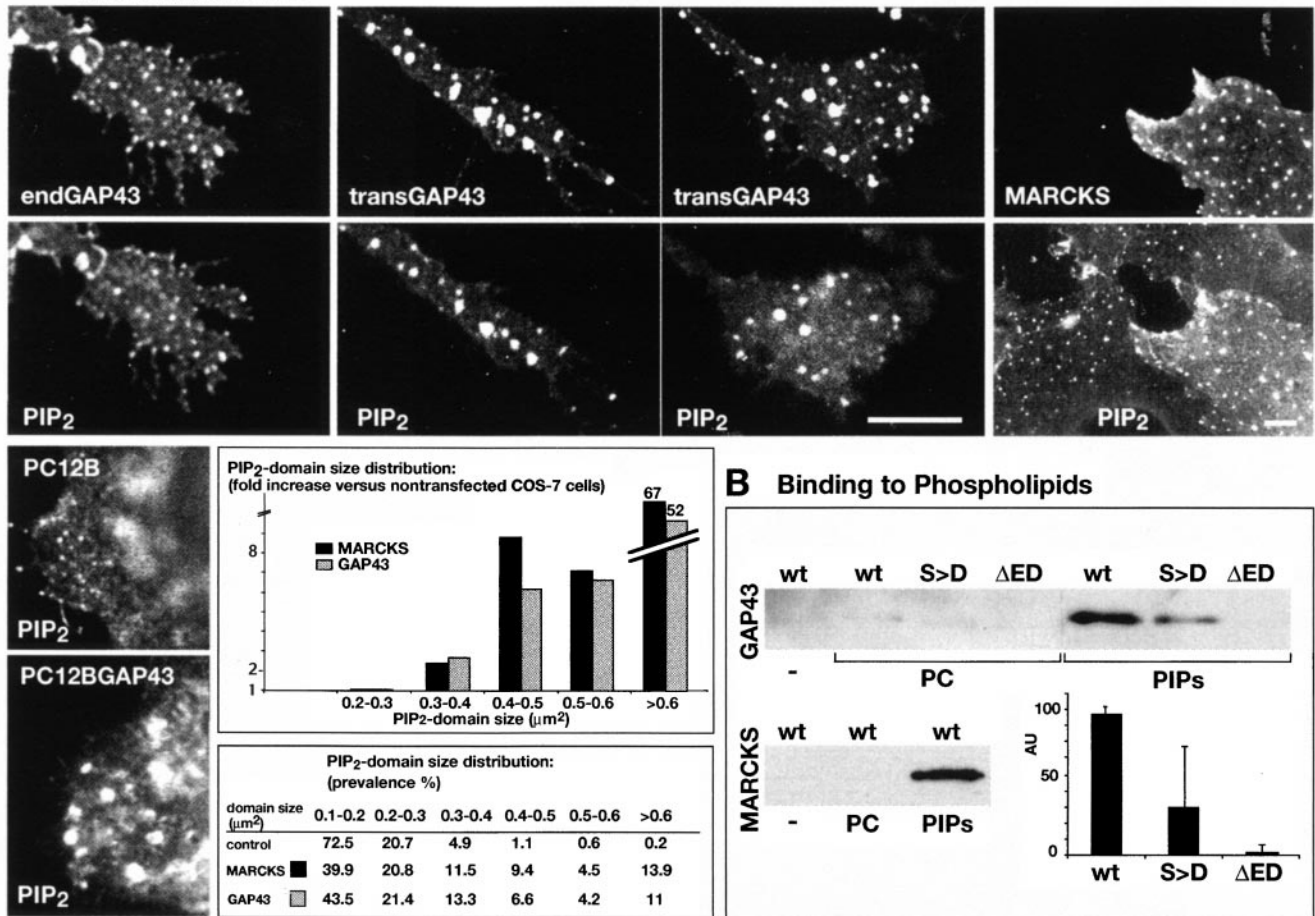 endGAP43
transGAP43
transGAP43
MARCKS
PIP2
PIP2
PIP2
PIP2
PC12B
PIP2
PC12BGAP43
PIP2
PIP2-domain size distribution:
(fold increase versus nontransfected COS-7 cells)
67
52
8
MARCKS
GAP43
2
1
0.2-0.3 0.3-0.4 0.4-0.5 0.5-0.6 >0.6
PIP2-domain size (μm2)
PIP2-domain size distribution:
(prevalence %)
domain size (μm2) 0.1-0.2 0.2-0.3 0.3-0.4 0.4-0.5 0.5-0.6 >0.6
control 72.5 20.7 4.9 1.1 0.6 0.2
MARCKS 39.9 20.8 11.5 9.4 4.5 13.9
GAP43 43.5 21.4 13.3 6.6 4.2 11
B Binding to Phospholipids
wt wt S>D ΔED wt S>D ΔED
GAP43
- PC PIPs
wt wt wt
MARCKS
- PC PIPs
100
AU
50
0
wt S>D ΔED